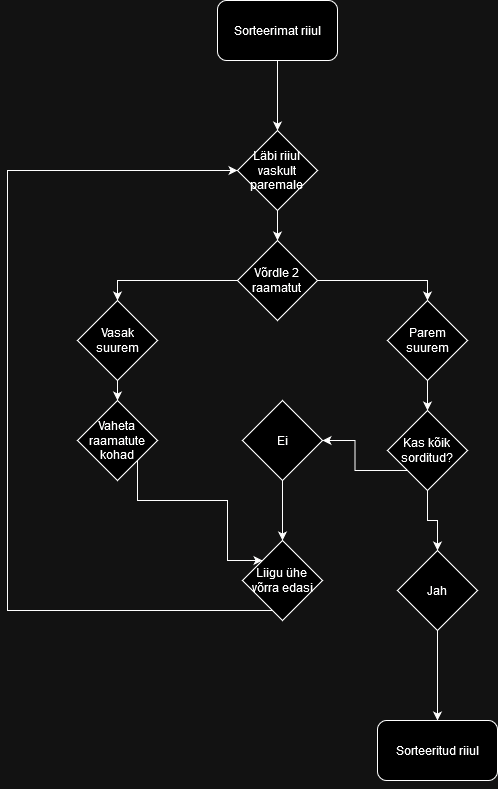 Sorteerimat riiul
Läbi riiul
vaskult
paremale
Võrdle 2
raamatut
Vasak
suurem
Parem
suurem
Vaheta
raamatute
kohad
Ei
Kas kõik
sorditud?
Liigu ühe
võrra edasi
Jah
Sorteeritud riiul